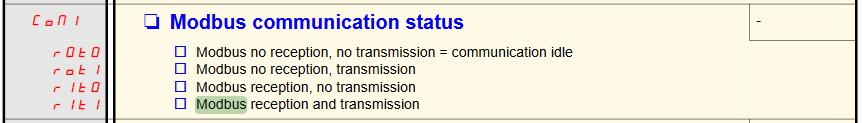 COM1 Modbus communication status -
r0t0 Modbus no reception, no transmission = communication idle
r0t1 Modbus no reception, transmission
r1t0 Modbus reception, no transmission
r1t1 Modbus reception and transmission